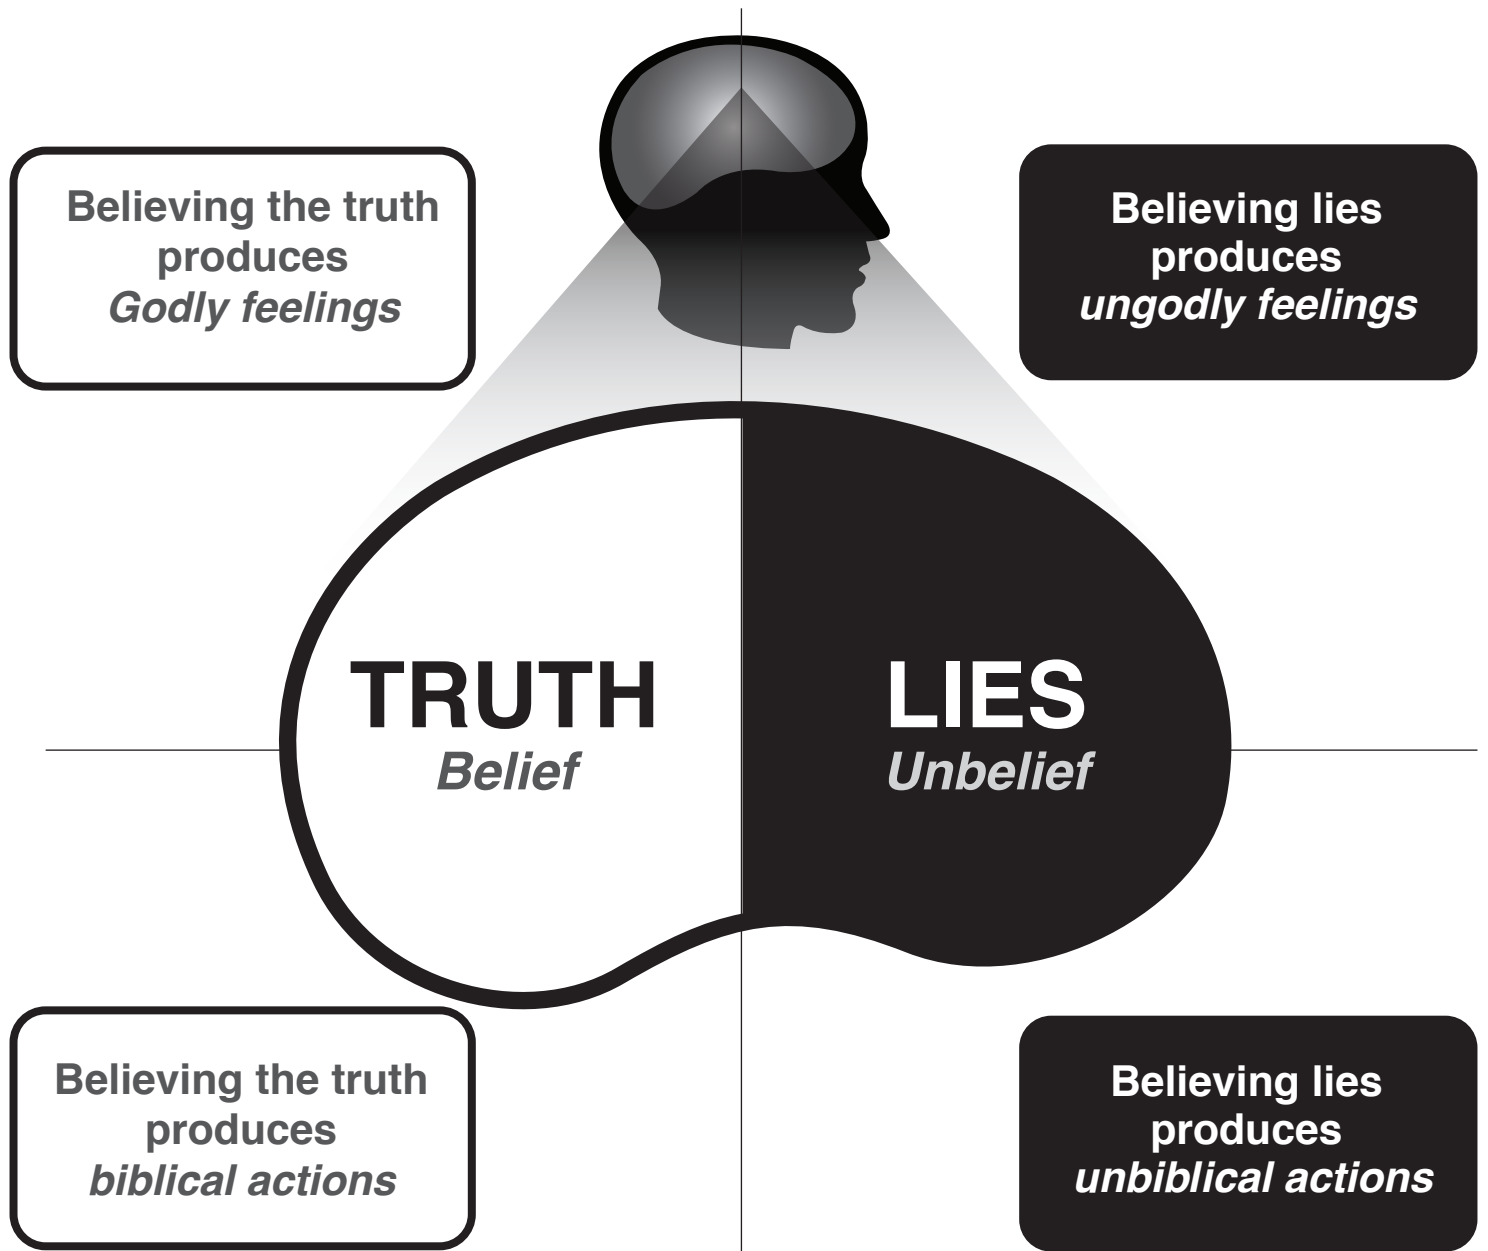 Believing the truth
produces
Godly feelings
Believing lies
produces
ungodly feelings
TRUTH
Belief
LIES
Unbelief
Believing the truth
produces
biblical actions
Believing lies
produces
unbiblical actions